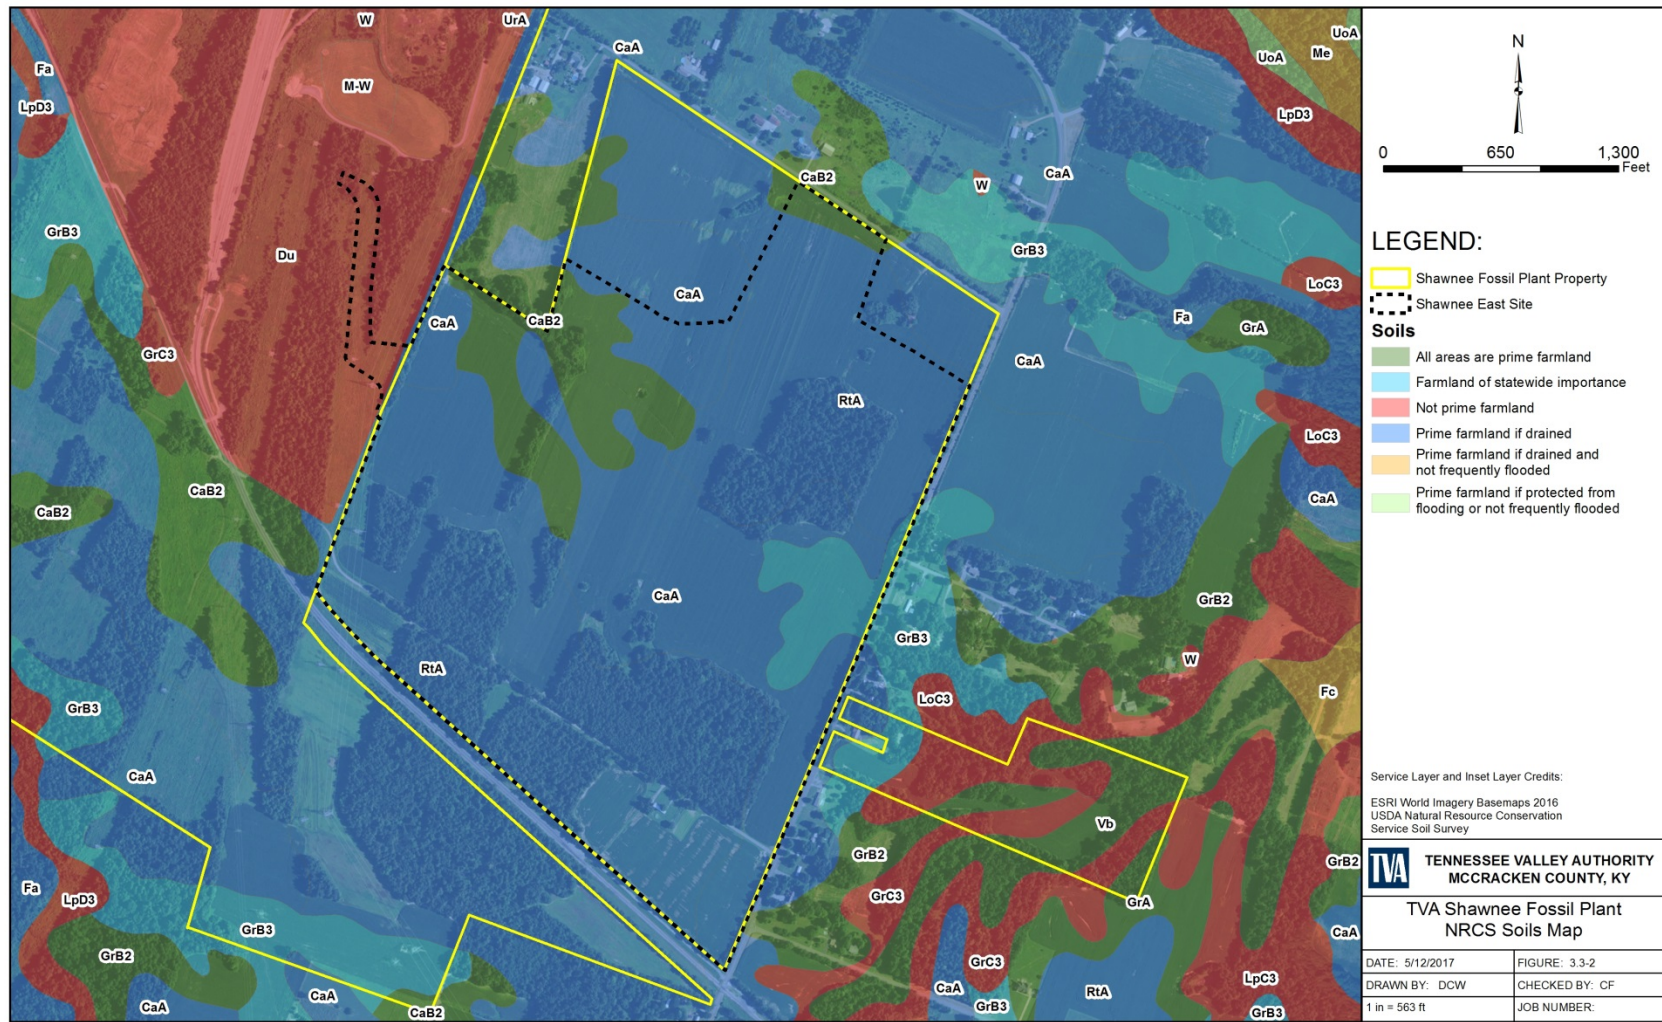 W
UrA
CaA
UoA
Me
UoA
Fa
M-W
LpD3
LpD3
CaB2
CaA
W
GrB3
GrB3
Du
LoC3
CaA
Fa
CaA
CaB2
GrA
GrC3
CaA
RtA
LoC3
CaB2
CaA
CaB2
CaA
GrB2
GrB3
W
RtA
LoC3
Fc
GrB3
CaA
Vb
GrB2
GrB2
Fa
LpD3
GrC3
GrA
GrB3
CaA
GrB2
GrC3
LpC3
CaA
CaA
CaA
RtA
CaB2
GrB3
GrB3
N
0 650 1,300
Feet
LEGEND:
Shawnee Fossil Plant Property
Shawnee East Site
Soils
All areas are prime farmland
Farmland of statewide importance
Not prime farmland
Prime farmland if drained
Prime farmland if drained and
not frequently flooded
Prime farmland if protected from
flooding or not frequently flooded
Service Layer and Inset Layer Credits:
ESRI World Imagery Basemaps 2016
USDA Natural Resource Conservation
Service Soil Survey
TVA
TENNESSEE VALLEY AUTHORITY
MCCRACKEN COUNTY, KY
TVA Shawnee Fossil Plant
NRCS Soils Map
DATE: 5/12/2017
FIGURE: 3.3-2
DRAWN BY: DCW
CHECKED BY: CF
1 in = 563 ft
JOB NUMBER: